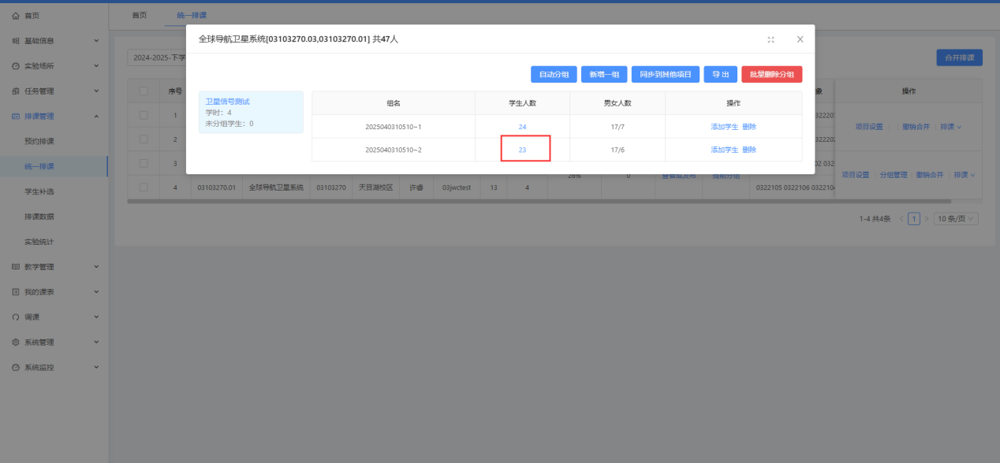 首页
基础信息
实验场所
任务管理
排课管理
预约排课
统一排课
学生补选
排课数据
实验统计
教学管理
我的课表
调课
系统管理
系统监控
首页 统一排课
2024-2025-下学
合并排课
全球导航卫星系统[03103270.03,03103270.01] 共47人
自动分组 新增一组 同步到其他项目 导 出 批量删除分组
卫星信号测试
学时：4
未分组学生：0
组名 学生人数 男女人数 操作
2025040310510~1 24 17/7 添加学生 删除
2025040310510~2 23 17/6 添加学生 删除
序号 象 操作
1 项目设置 撤销合并 排课
2
3 02 032 项目设置 分组管理 撤销合并 排课
4 03103270.01 全球导航卫星系统 03103270 天目湖校区 许睿 03jwctest 13 4 26% 0 查看或发布 提前分组 0322105 0322106 032210
1-4 共4条 < 1 > 10 条/页